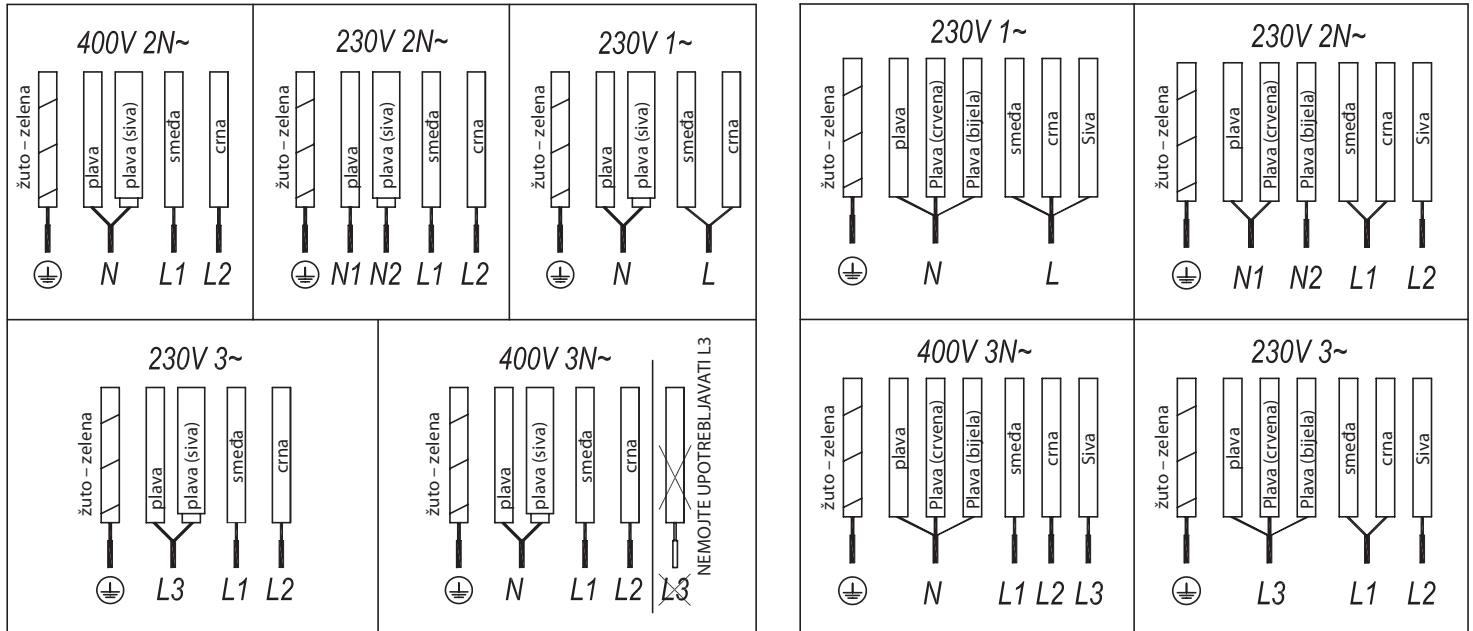 400V 2N~
žuto – zelena
plava
plava (siva)
smeđa
crna
N L1 L2
230V 2N~
žuto – zelena
plava
plava (siva)
smeđa
crna
N1 N2 L1 L2
230V 1~
žuto – zelena
plava
plava (siva)
smeđa
crna
N L
230V 3~
žuto – zelena
plava
plava (siva)
smeđa
crna
L3 L1 L2
400V 3N~
žuto – zelena
plava
plava (siva)
smeđa
crna
NEMOJTE UPOTREBLJAVATI L3
N L1 L2 L3
230V 1~
žuto – zelena
plava
Plava (crvena)
Plava (bijela)
smeđa
crna
Siva
N L
230V 2N~
žuto – zelena
plava
Plava (crvena)
Plava (bijela)
smeđa
crna
Siva
N1 N2 L1 L2
400V 3N~
žuto – zelena
plava
Plava (crvena)
Plava (bijela)
smeđa
crna
Siva
N L1 L2 L3
230V 3~
žuto – zelena
plava
Plava (crvena)
Plava (bijela)
smeđa
crna
Siva
L3 L1 L2